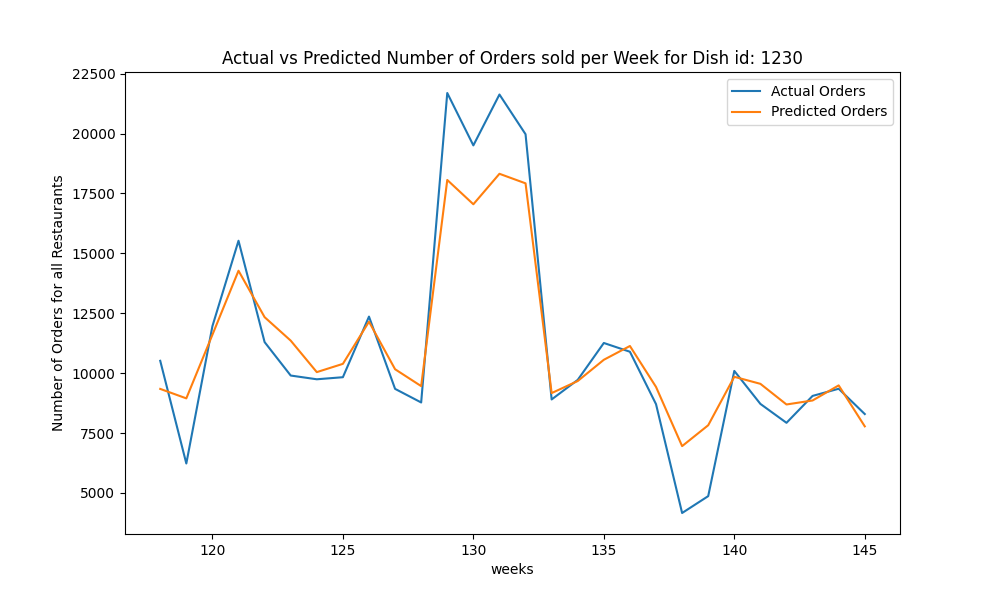 Actual vs Predicted Number of Orders sold per Week for Dish id: 1230
Actual Orders
Predicted Orders
Number of Orders for all Restaurants
22500
20000
17500
15000
12500
10000
7500
5000
120 125 130 135 140 145
weeks